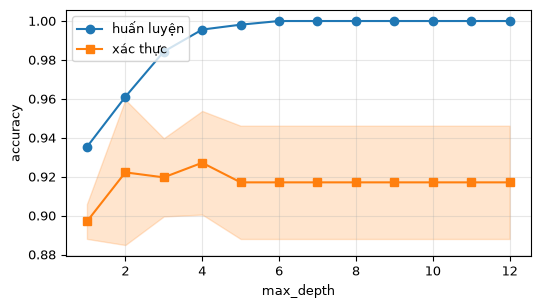 huấn luyện
xác thực
accuracy
1.00
0.98
0.96
0.94
0.92
0.90
0.88
2 4 6 8 10 12
max_depth